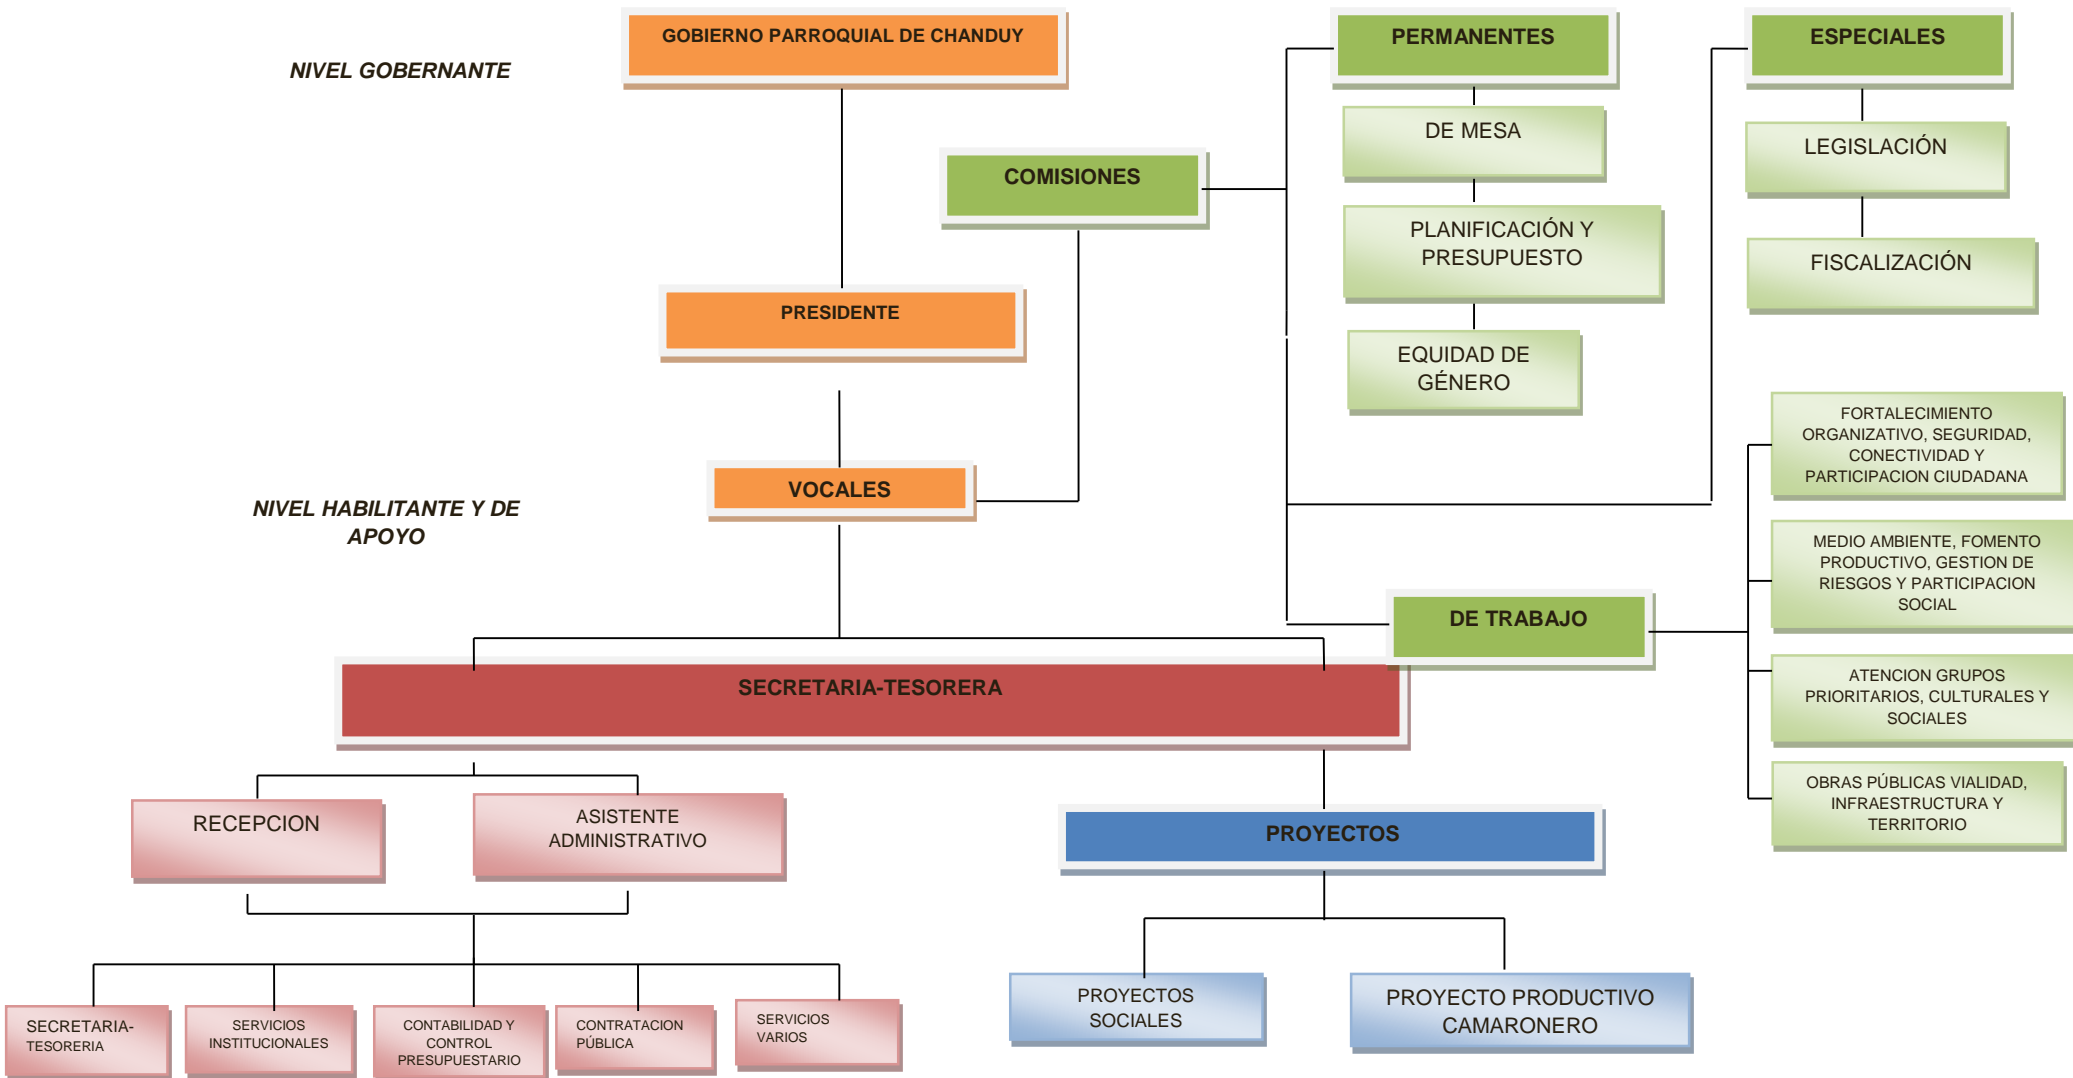 GOBIERNO PARROQUIAL DE CHANDUY
PERMANENTES
ESPECIALES
NIVEL GOBERNANTE
DE MESA
LEGISLACIÓN
COMISIONES
PLANIFICACIÓN Y
PRESUPUESTO
FISCALIZACIÓN
PRESIDENTE
EQUIDAD DE
GÉNERO
FORTALECIMIENTO
ORGANIZATIVO, SEGURIDAD,
CONECTIVIDAD Y
PARTICIPACION CIUDADANA
VOCALES
NIVEL HABILITANTE Y DE
APOYO
MEDIO AMBIENTE, FOMENTO
PRODUCTIVO, GESTION DE
RIESGOS Y PARTICIPACION
SOCIAL
DE TRABAJO
SECRETARIA-TESORERA
ATENCION GRUPOS
PRIORITARIOS, CULTURALES Y
SOCIALES
OBRAS PÚBLICAS VIALIDAD,
INFRAESTRUCTURA Y
TERRITORIO
RECEPCION
ASISTENTE
ADMINISTRATIVO
PROYECTOS
PROYECTOS
SOCIALES
PROYECTO PRODUCTIVO
CAMARONERO
SECRETARIA-
TESORERIA
SERVICIOS
INSTITUCIONALES
CONTABILIDAD Y
CONTROL
PRESUPUESTARIO
CONTRATACION
PÚBLICA
SERVICIOS
VARIOS